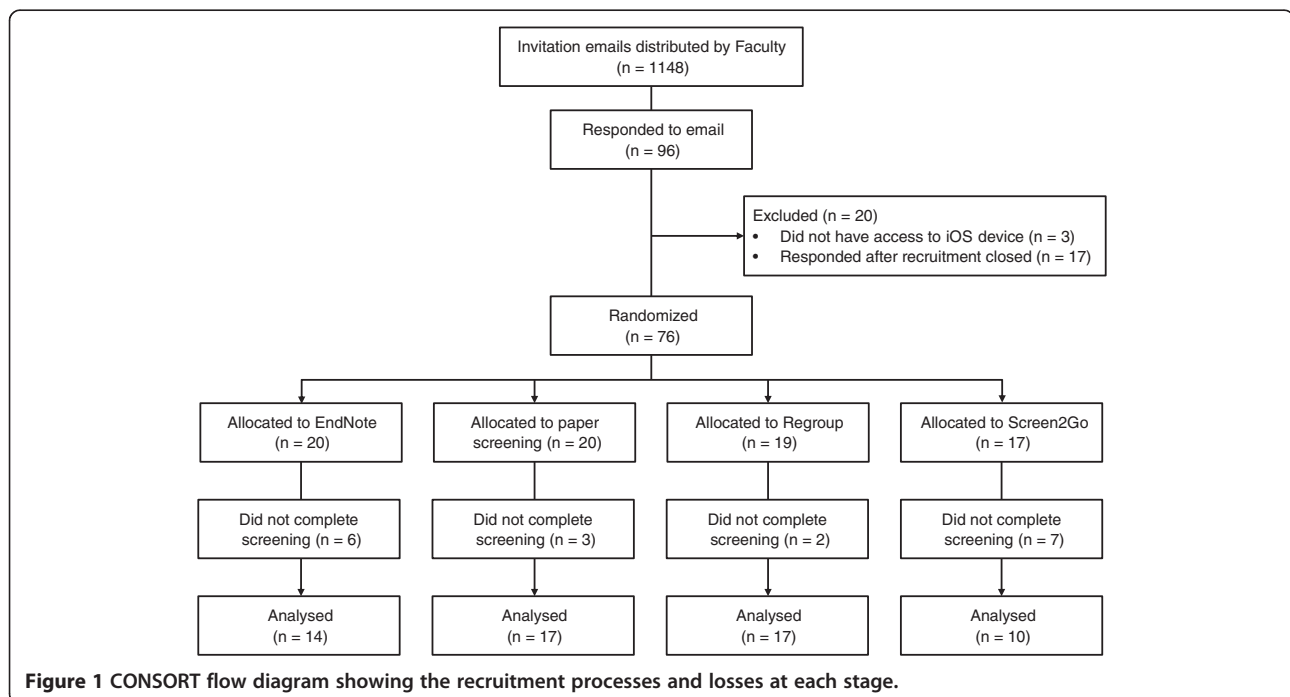 Invitation emails distributed by Faculty
(n = 1148)
Responded to email
(n = 96)
Excluded (n = 20)
• Did not have access to iOS device (n = 3)
• Responded after recruitment closed (n = 17)
Randomized
(n = 76)
Allocated to EndNote
(n = 20)
Allocated to paper
screening (n = 20)
Allocated to Regroup
(n = 19)
Allocated to Screen2Go
(n = 17)
Did not complete
screening (n = 6)
Did not complete
screening (n = 3)
Did not complete
screening (n = 2)
Did not complete
screening (n = 7)
Analysed
(n = 14)
Analysed
(n = 17)
Analysed
(n = 17)
Analysed
(n = 10)
Figure 1 CONSORT flow diagram showing the recruitment processes and losses at each stage.